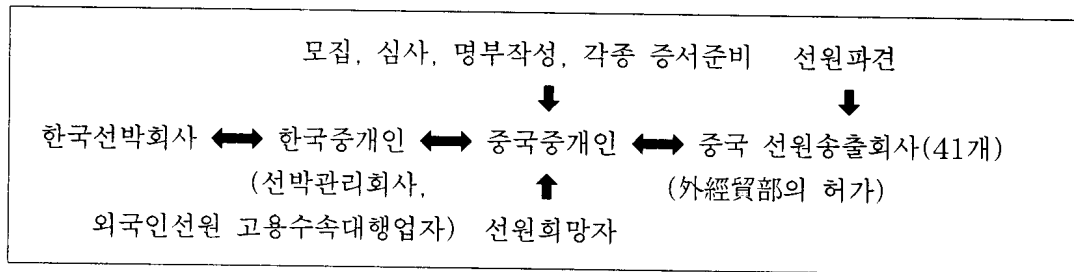 모집, 심사, 명부작성, 각종 증서준비 선원파견
한국선박회사 ⬌ 한국중개인 ⬌ 중국중개인 ⬌ 중국 선원송출회사(41개)
(선박관리회사, (外經貿部의 허가)
외국인선원 고용수속대행업자) 선원희망자